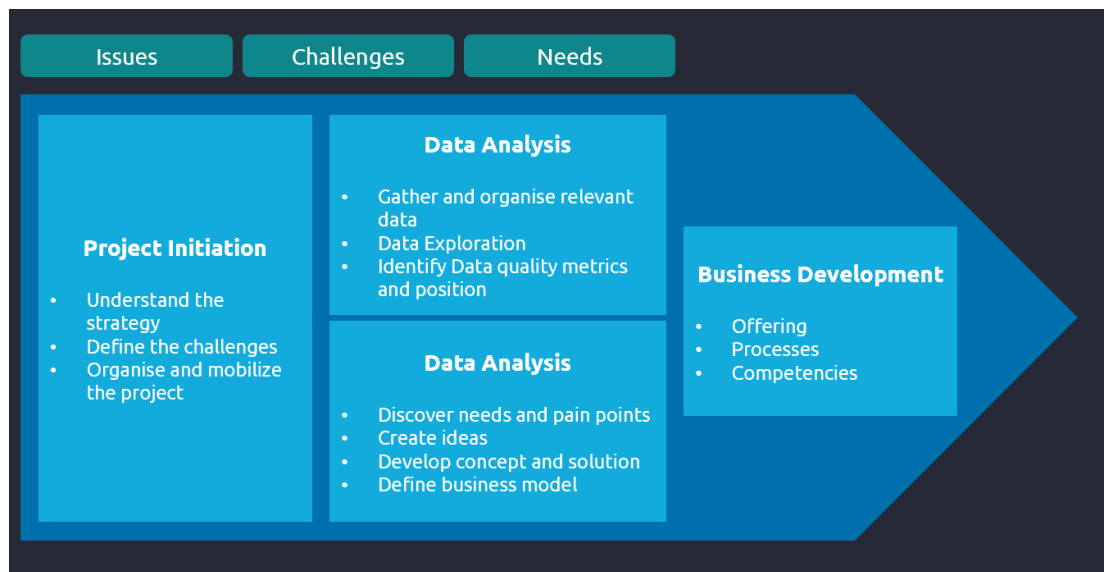 Issues
Challenges
Needs
Project Initiation
• Understand the
strategy
• Define the challenges
• Organise and mobilize
the project
Data Analysis
• Gather and organise relevant
data
• Data Exploration
• Identify Data quality metrics
and position
Data Analysis
• Discover needs and pain points
• Create ideas
• Develop concept and solution
• Define business model
Business Development
• Offering
• Processes
• Competencies